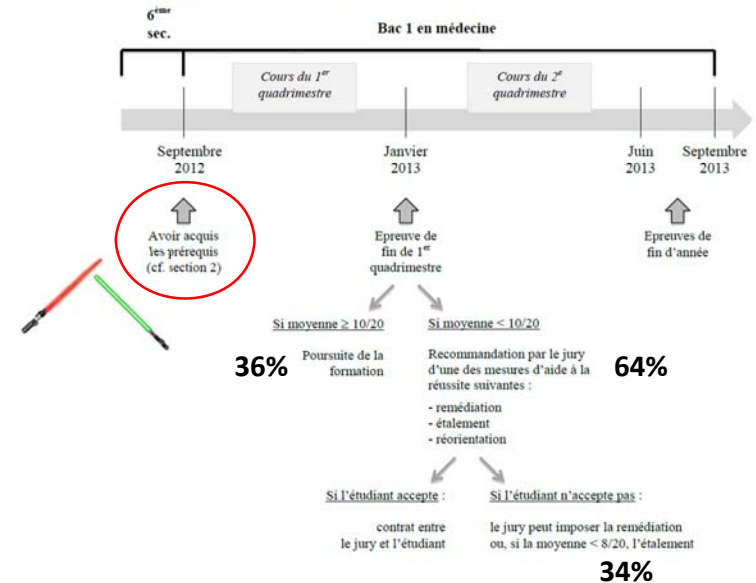 6ème
sec.
Bac 1 en médecine
Cours du 1er
quadrimestre
Cours du 2e
quadrimestre
Septembre
2012
Janvier
2013
Juin
2013
Septembre
2013
Avoir acquis
les prérequis
(cf. section 2)
Epreuve de
fin de 1er
quadrimestre
Epreuves de
fin d'année
Si moyenne ≥ 10/20
Poursuite de la
formation
36%
Si moyenne < 10/20
Recommandation par le jury
d'une des mesures d'aide à la
réussite suivantes :
- remédiation
- étalement
- réorientation
64%
Si l'étudiant accepte :
contrat entre
le jury et l'étudiant
Si l'étudiant n'accepte pas :
le jury peut imposer la remédiation
ou, si la moyenne < 8/20, l'étalement
34%